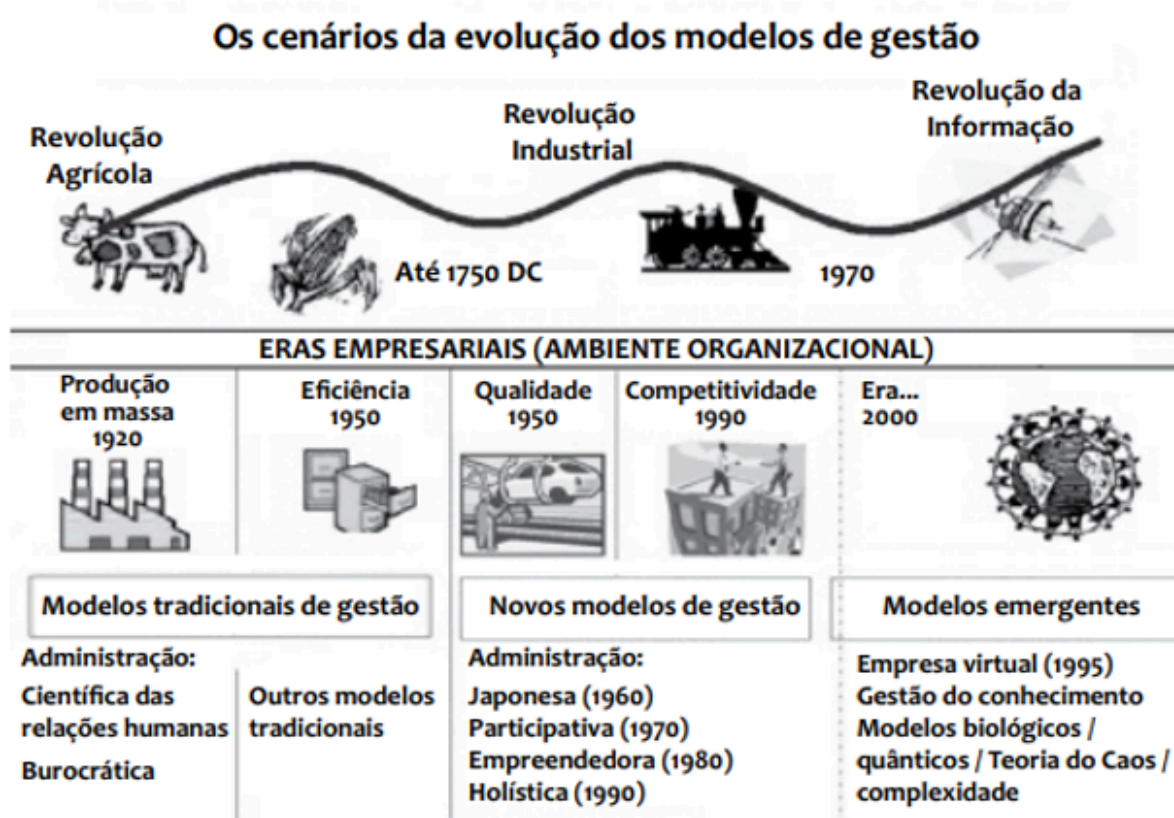 Os cenários da evolução dos modelos de gestão
Revolução
Agrícola
Até 1750 DC
Revolução
Industrial
1970
Revolução da
Informação
ERAS EMPRESARIAIS (AMBIENTE ORGANIZACIONAL)
Produção
em massa
1920
Eficiência
1950
Qualidade
1950
Competitividade
1990
Era...
2000
Modelos tradicionais de gestão
Administração:
Científica das
relações humanas
Burocrática
Outros modelos
tradicionais
Novos modelos de gestão
Administração:
Japonesa (1960)
Participativa (1970)
Empreendedora (1980)
Holística (1990)
Modelos emergentes
Empresa virtual (1995)
Gestão do conhecimento
Modelos biológicos /
quânticos / Teoria do Caos /
complexidade